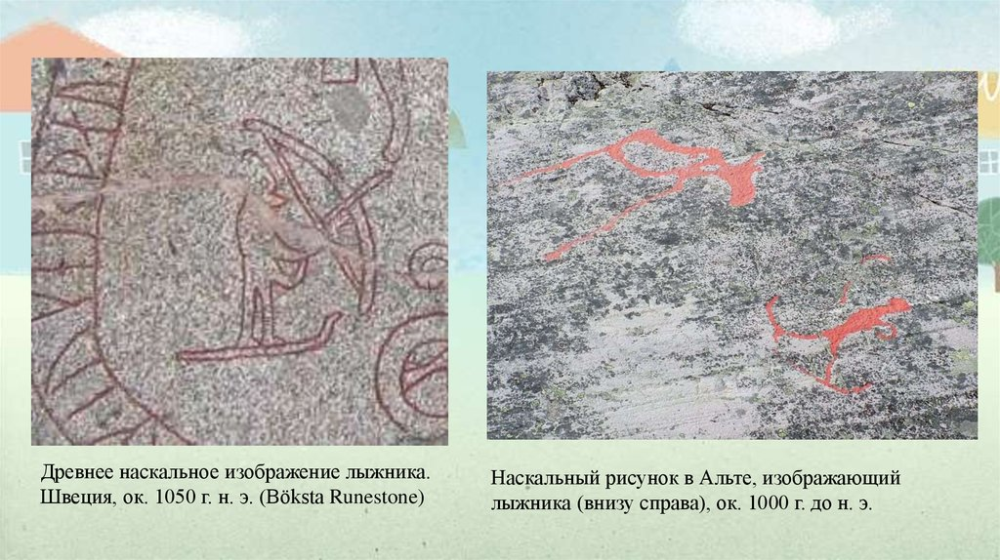 Древнее наскальное изображение лыжника.
Швеция, ок. 1050 г. н. э. (Böksta Runestone)
Наскальный рисунок в Альте, изображающий
лыжника (внизу справа), ок. 1000 г. до н. э.